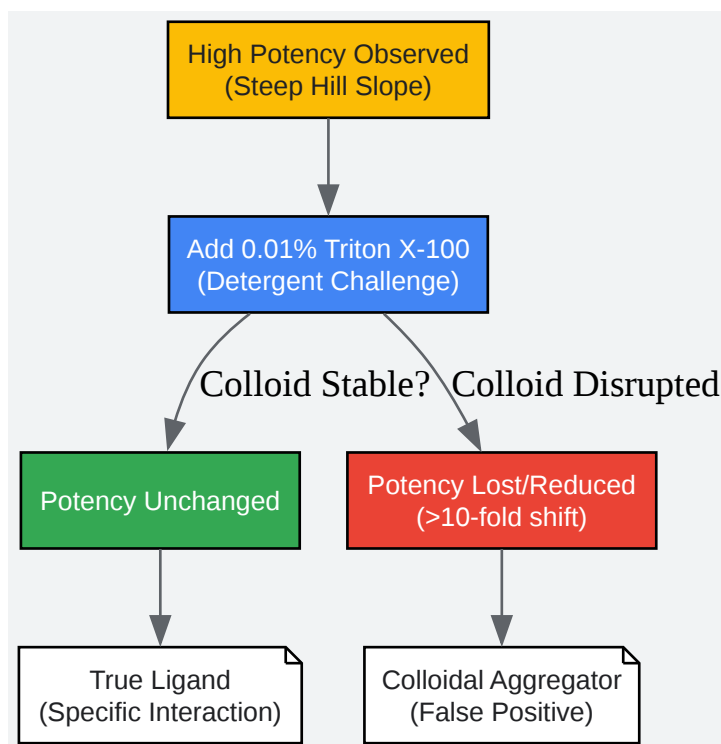 High Potency Observed
(Steep Hill Slope)
Add 0.01% Triton X-100
(Detergent Challenge)
Colloid Stable?
Colloid Disrupted
Potency Unchanged
Potency Lost/Reduced
(>10-fold shift)
True Ligand
(Specific Interaction)
Colloidal Aggregator
(False Positive)